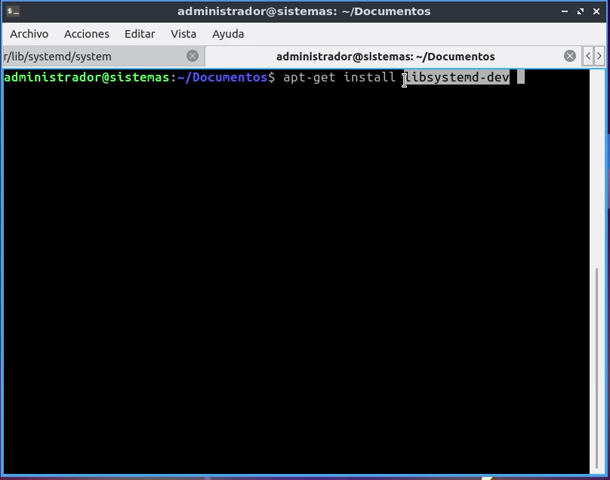 administrador@sistemas: ~/Documentos
Archivo Acciones Editar Vista Ayuda
r/lib/systemd/system
administrador@sistemas: ~/Documentos
administrador@sistemas:~/Documentos$ apt-get install libsystemd-dev